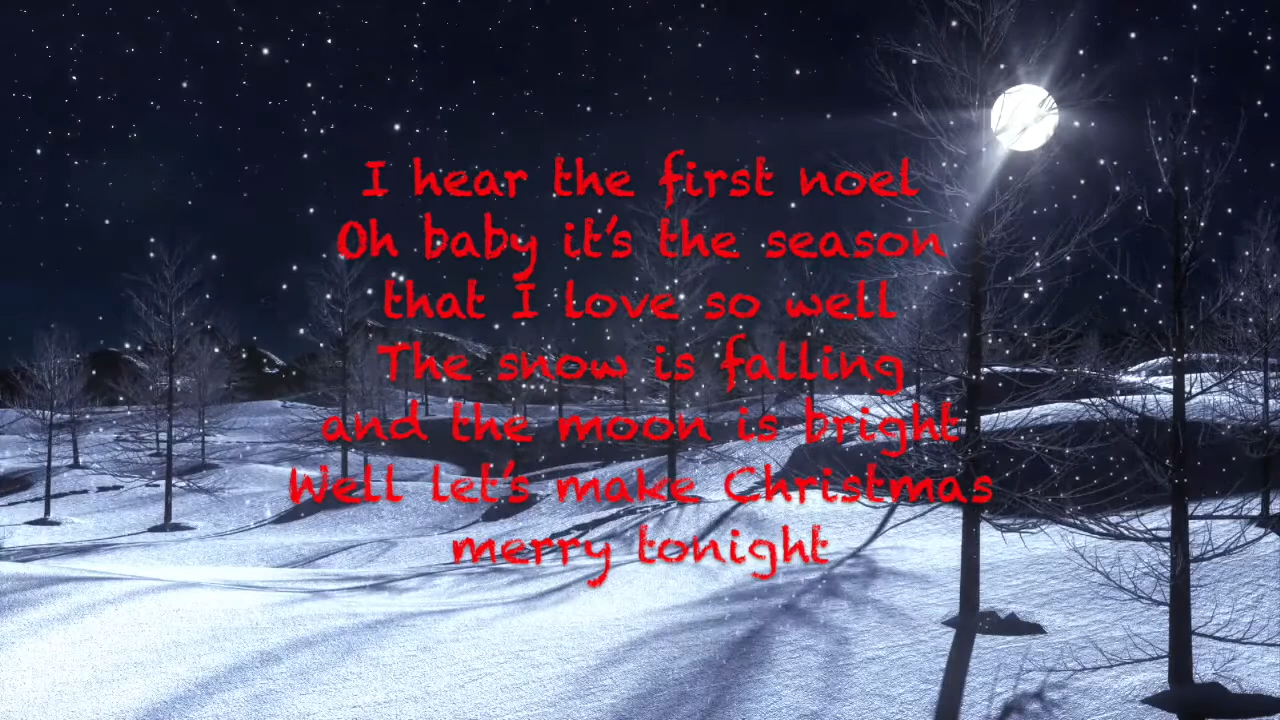 I hear the first noel
Oh baby it's the season
that I love so well
The snow is falling
and the moon is bright
Well let's make Christmas
merry tonight